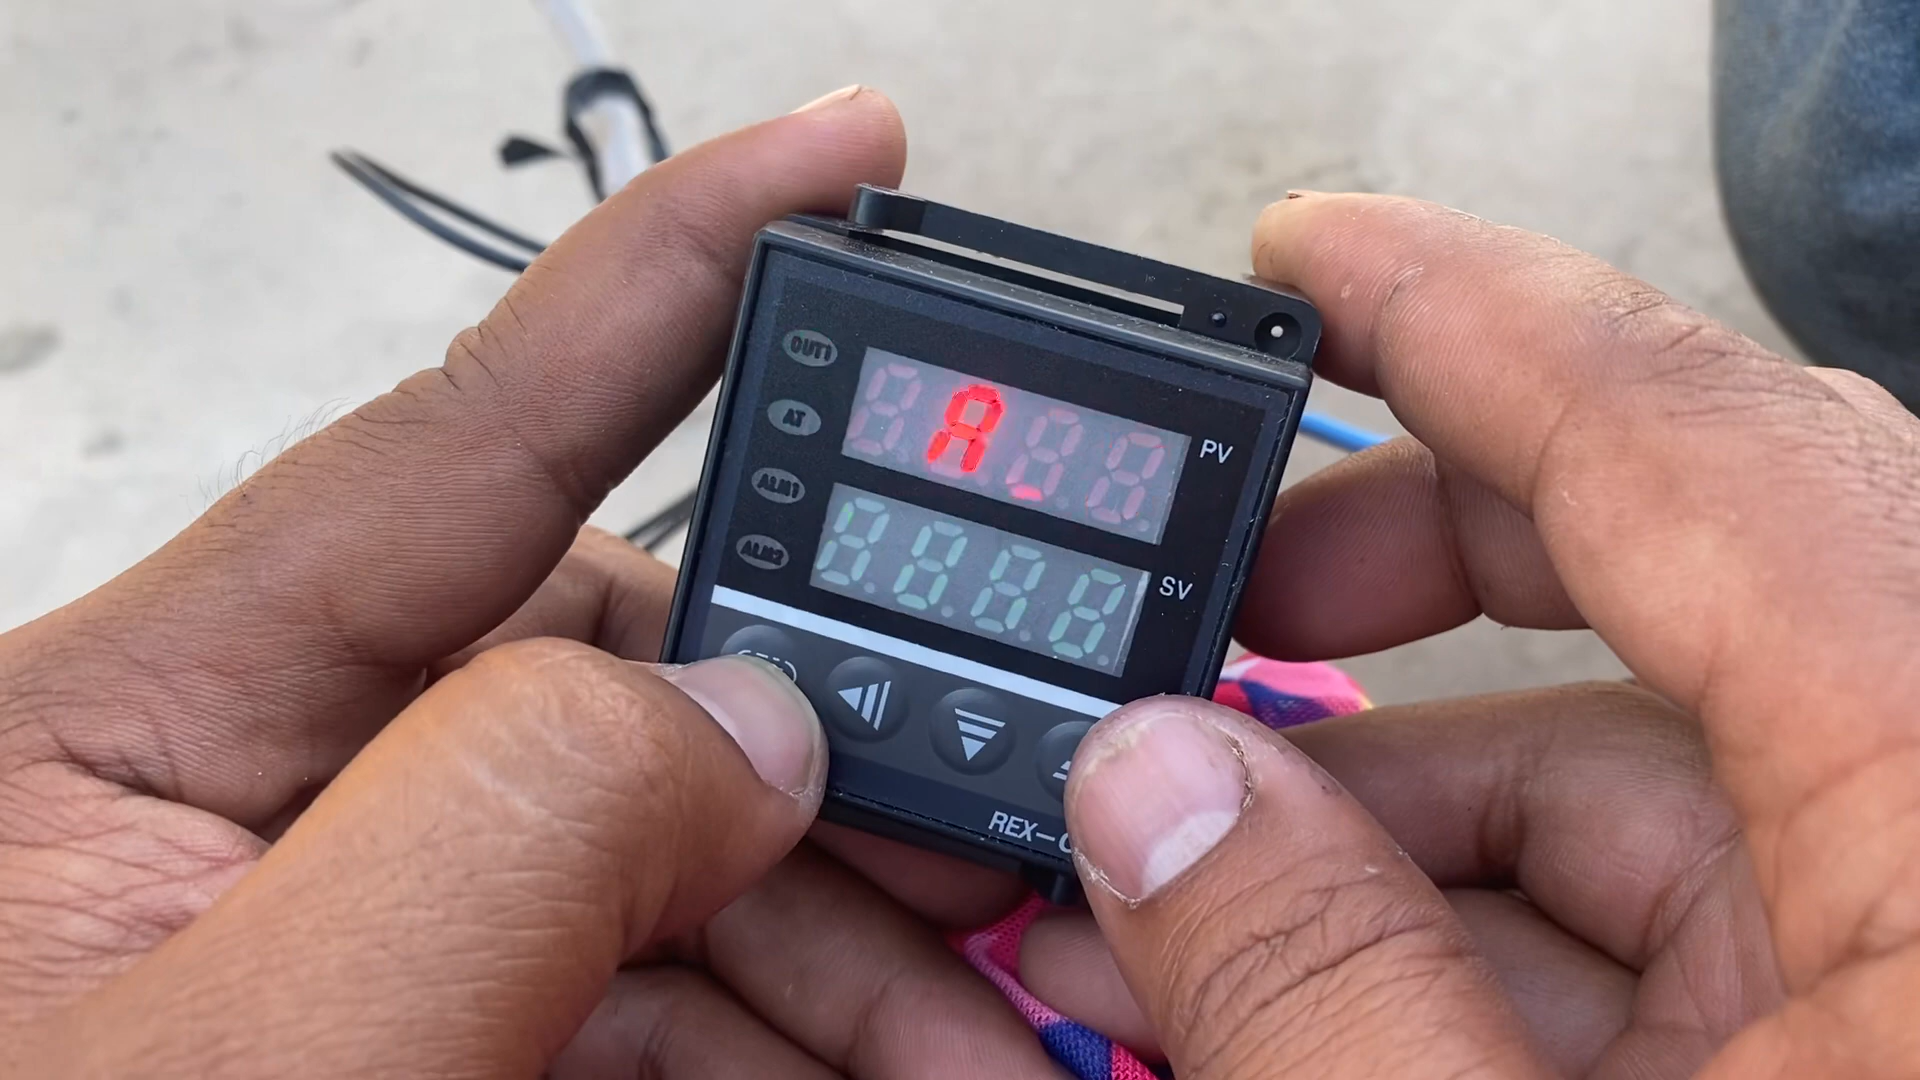 OUT1
AT
ALM1
ALM2
PV
SV
REX-C